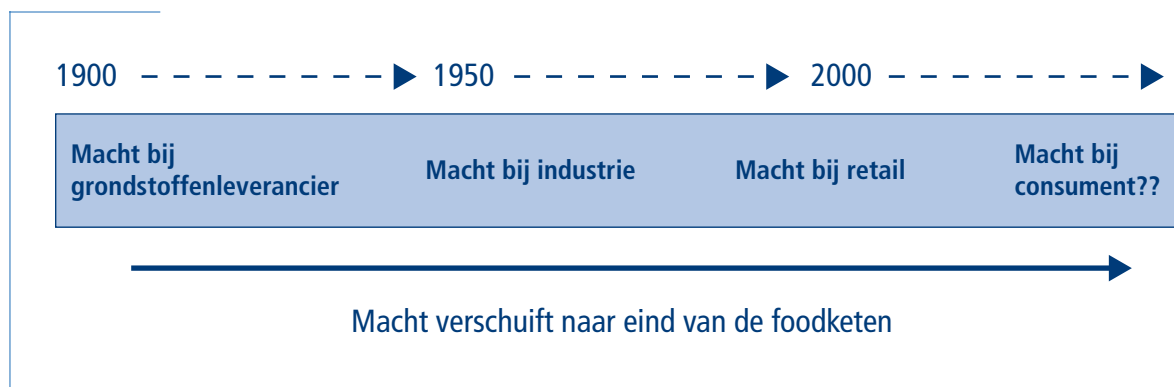 1900 1950 2000
Macht bij
grondstoffenleverancier
Macht bij industrie
Macht bij retail
Macht bij
consument??
Macht verschuift naar eind van de foodketen